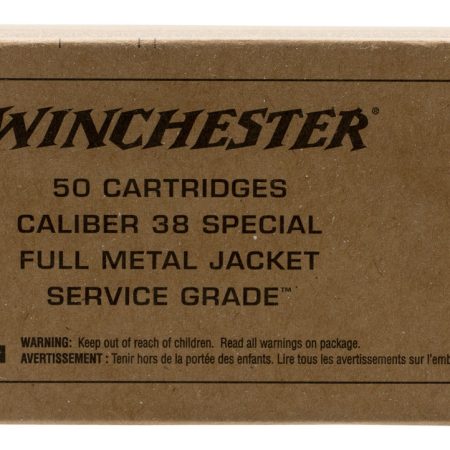 WINCHESTER®
50 CARTRIDGES
CALIBER 38 SPECIAL
FULL METAL JACKET
SERVICE GRADE™
WARNING: Keep out of reach of children. Read all warnings on package.
AVERTISSEMENT : Tenir hors de la portée des enfants. Lire tous les avertissements sur l'emb